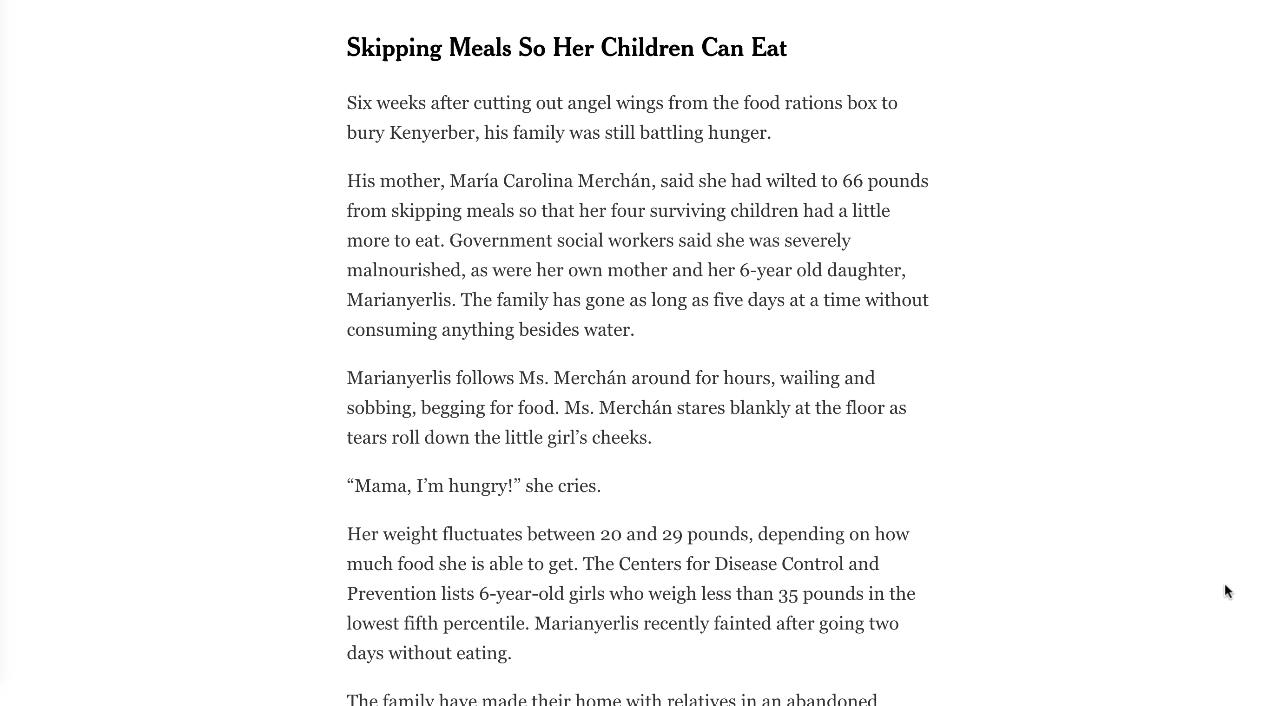 Skipping Meals So Her Children Can Eat
Six weeks after cutting out angel wings from the food rations box to
bury Kenyerber, his family was still battling hunger.
His mother, María Carolina Merchán, said she had wilted to 66 pounds
from skipping meals so that her four surviving children had a little
more to eat. Government social workers said she was severely
malnourished, as were her own mother and her 6-year old daughter,
Marianyerlis. The family has gone as long as five days at a time without
consuming anything besides water.
Marianyerlis follows Ms. Merchán around for hours, wailing and
sobbing, begging for food. Ms. Merchán stares blankly at the floor as
tears roll down the little girl’s cheeks.
“Mama, I’m hungry!” she cries.
Her weight fluctuates between 20 and 29 pounds, depending on how
much food she is able to get. The Centers for Disease Control and
Prevention lists 6-year-old girls who weigh less than 35 pounds in the
lowest fifth percentile. Marianyerlis recently fainted after going two
days without eating.
The family have made their home with relatives in an abandoned